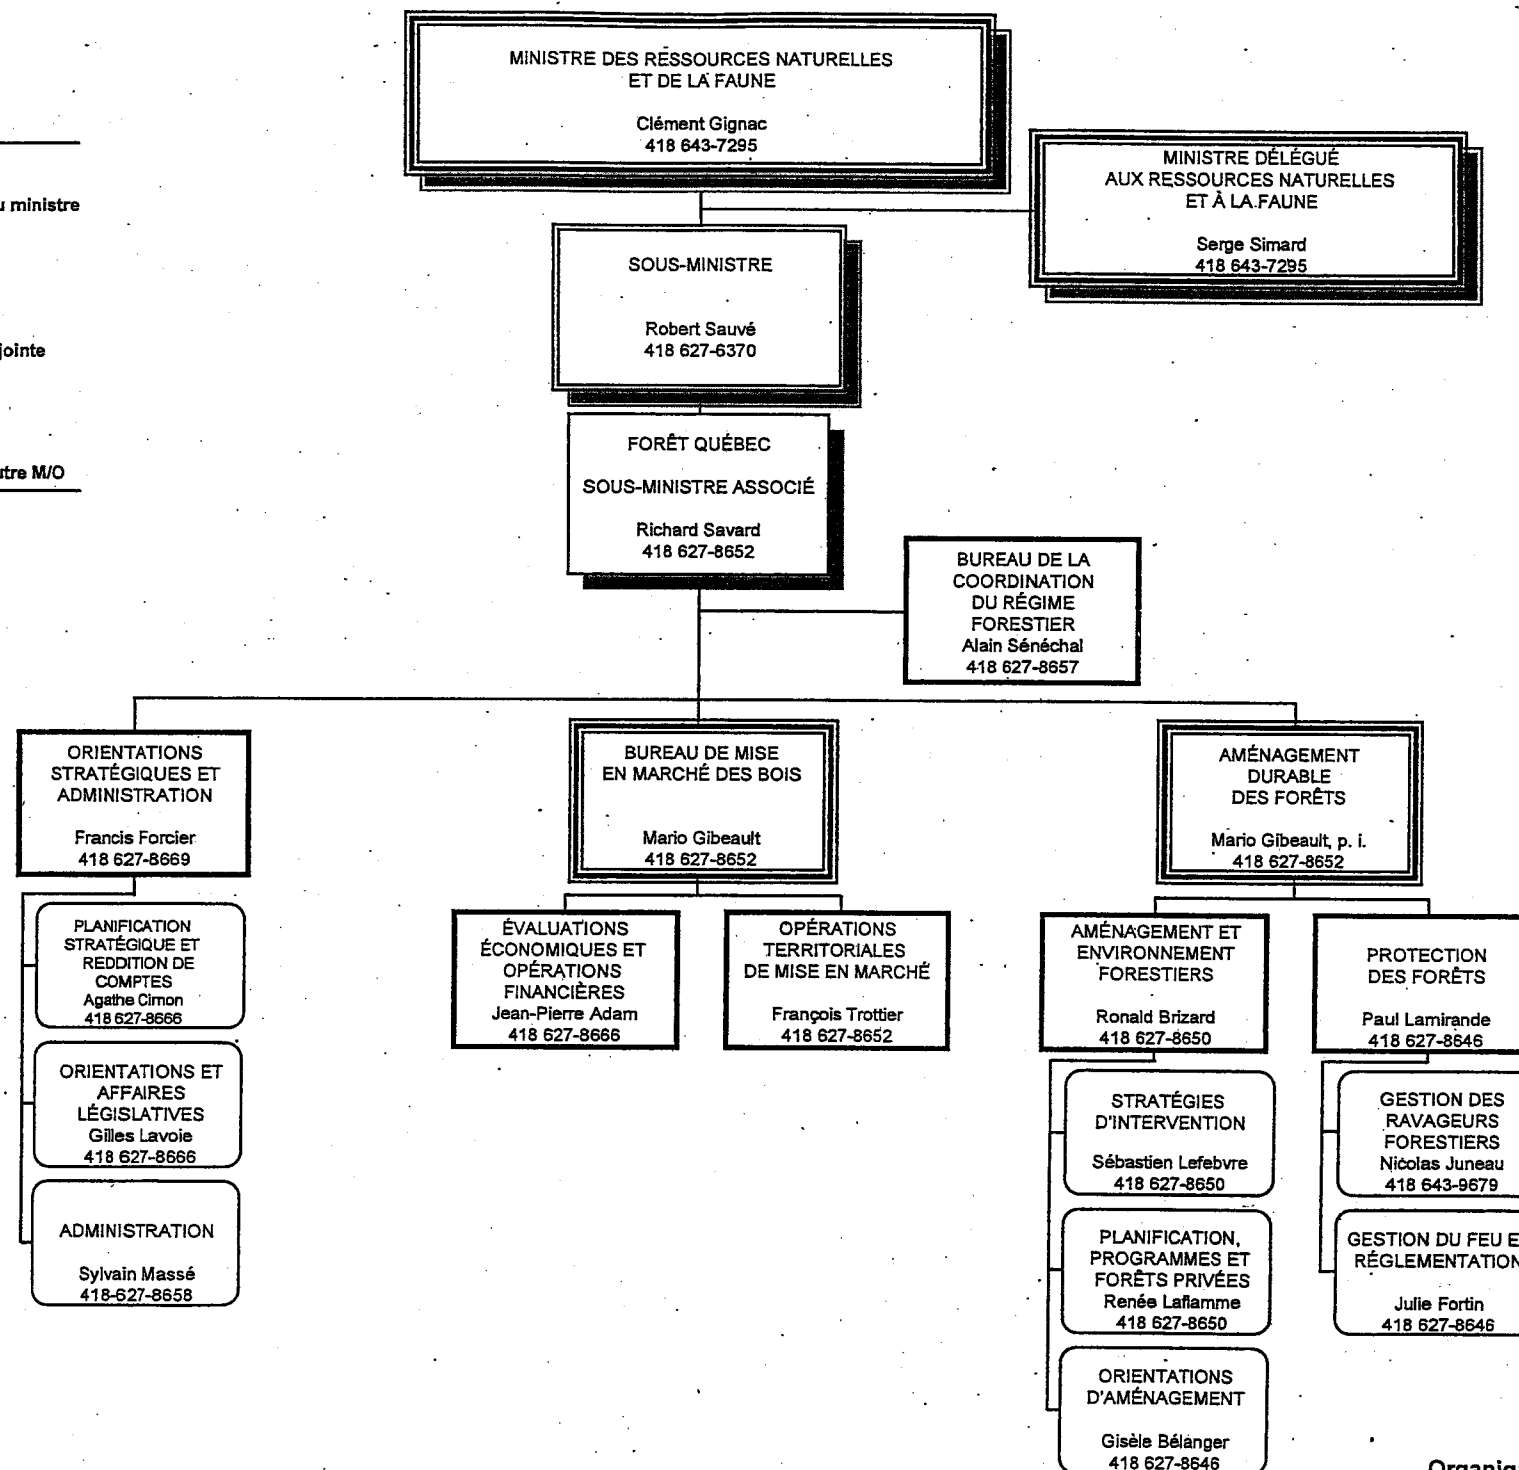 MINISTRE DES RESSOURCES NATURELLES
ET DE LA FAUNE
Clément Gignac
418 643-7295
MINISTRE DÉLÉGUÉ
AUX RESSOURCES NATURELLES
ET À LA FAUNE
Serge Simard
418 643-7295
u ministre
jointe
utre M/O
SOUS-MINISTRE
Robert Sauvé
418 627-6370
FORÊT QUÉBEC
SOUS-MINISTRE ASSOCIÉ
Richard Savard
418 627-8652
BUREAU DE LA
COORDINATION
DU RÉGIME
FORESTIER
Alain Sénéchal
418 627-8657
ORIENTATIONS
STRATÉGIQUES ET
ADMINISTRATION
Francis Forcier
418 627-8669
PLANIFICATION
STRATÉGIQUE ET
REDDITION DE
COMPTES
Agathe Cimon
418 627-8666
ORIENTATIONS ET
AFFAIRES
LÉGISLATIVES
Gilles Lavoie
418 627-8666
ADMINISTRATION
Sylvain Massé
418-627-8658
BUREAU DE MISE
EN MARCHÉ DES BOIS
Mario Gibeault
418 627-8652
ÉVALUATIONS
ÉCONOMIQUES ET
OPÉRATIONS
FINANCIÈRES
Jean-Pierre Adam
418 627-8666
OPÉRATIONS
TERRITORIALES
DE MISE EN MARCHÉ
François Trottier
418 627-8652
AMÉNAGEMENT
DURABLE
DES FORÊTS
Mario Gibeault, p. i.
418 627-8652
AMÉNAGEMENT ET
ENVIRONNEMENT
FORESTIERS
Ronald Brizard
418 627-8650
STRATÉGIES
D'INTERVENTION
Sébastien Lefebvre
418 627-8650
PLANIFICATION,
PROGRAMMES ET
FORÊTS PRIVÉES
Renée Laflamme
418 627-8650
ORIENTATIONS
D'AMÉNAGEMENT
Gisèle Bélanger
418 627-8646
PROTECTION
DES FORÊTS
Paul Lamirande
418 627-8646
GESTION DES
RAVAGEURS
FORESTIERS
Nicolas Juneau
418 643-9679
GESTION DU FEU E
RÉGLEMENTATION
Julie Fortin
418 627-8646